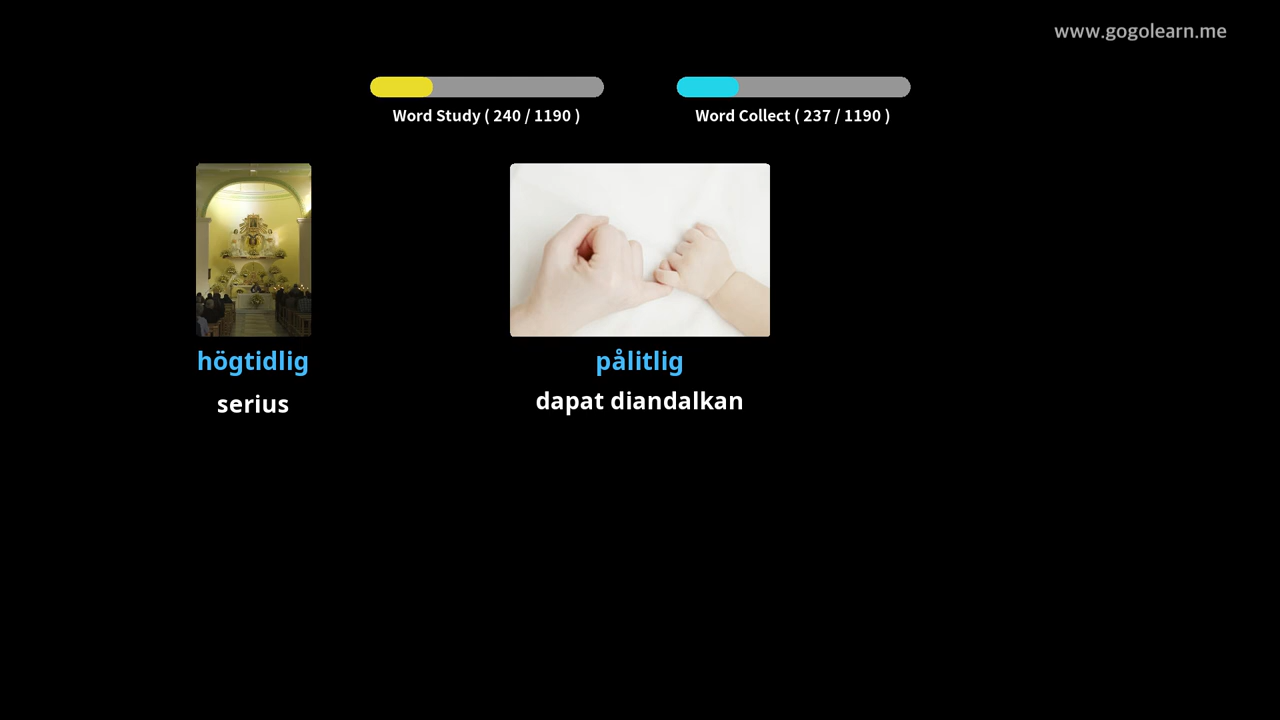 www.gogolearn.me
Word Study ( 240 / 1190 )
Word Collect ( 237 / 1190 )
högtidlig
serius
pålitlig
dapat diandalkan